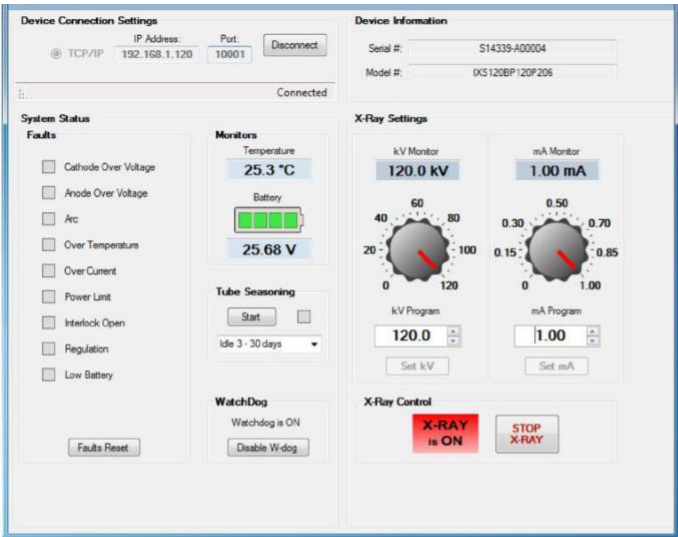 Device Connection Settings
IP Address: Port:
TCP/IP 192.168.1.120 10001 Disconnect
Connected
Device Information
Serial #: S14339-A00004
Model #: IXS120BP120P206
System Status
Faults
Cathode Over Voltage
Anode Over Voltage
Arc
Over Temperature
Over Current
Power Limit
Interlock Open
Regulation
Low Battery
Faults Reset
Monitors
Temperature
25.3 °C
Battery
25.68 V
Tube Seasoning
Start
Idle 3 - 30 days
WatchDog
Watchdog is ON
Disable W-dog
X-Ray Settings
kV Monitor
120.0 kV
60
40 80
20 100
0 120
kV Program
120.0
Set kV
mA Monitor
1.00 mA
0.50
0.30 0.70
0.15 0.85
0 1.00
mA Program
1.00
Set mA
X-Ray Control
X-RAY
is ON
STOP
X-RAY